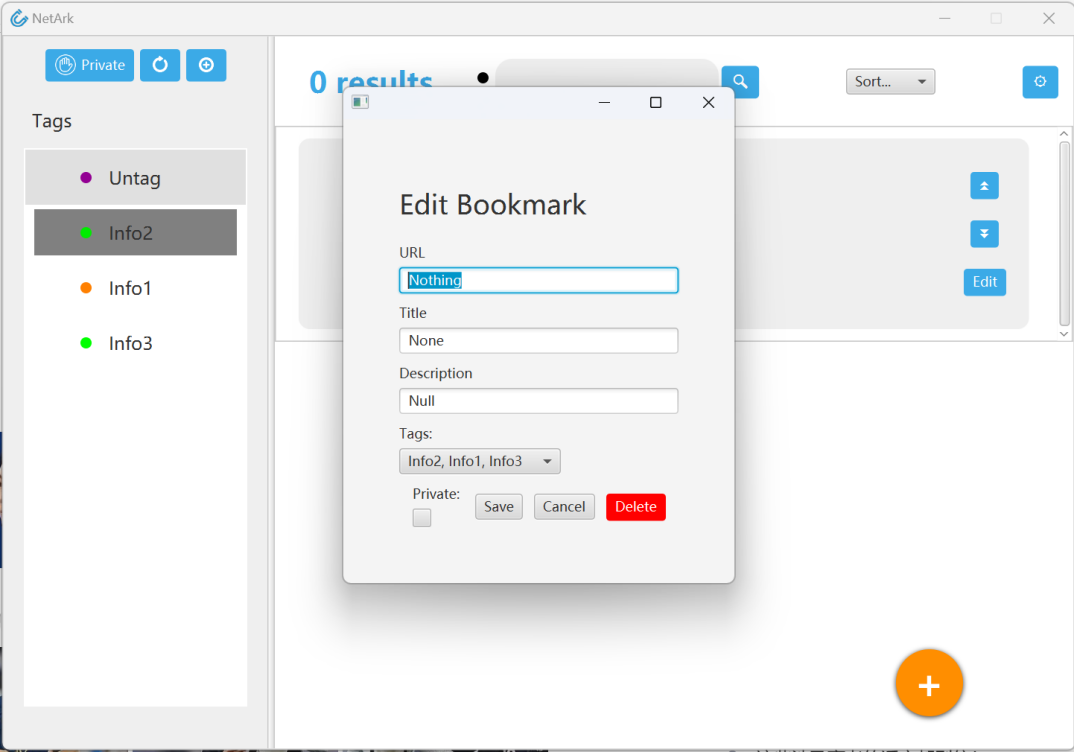 NetArk
Private
0 results
Sort...
Tags
Untag
Info2
Info1
Info3
Edit
Edit Bookmark
URL
Nothing
Title
None
Description
Null
Tags:
Info2, Info1, Info3
Private:
Save
Cancel
Delete
+